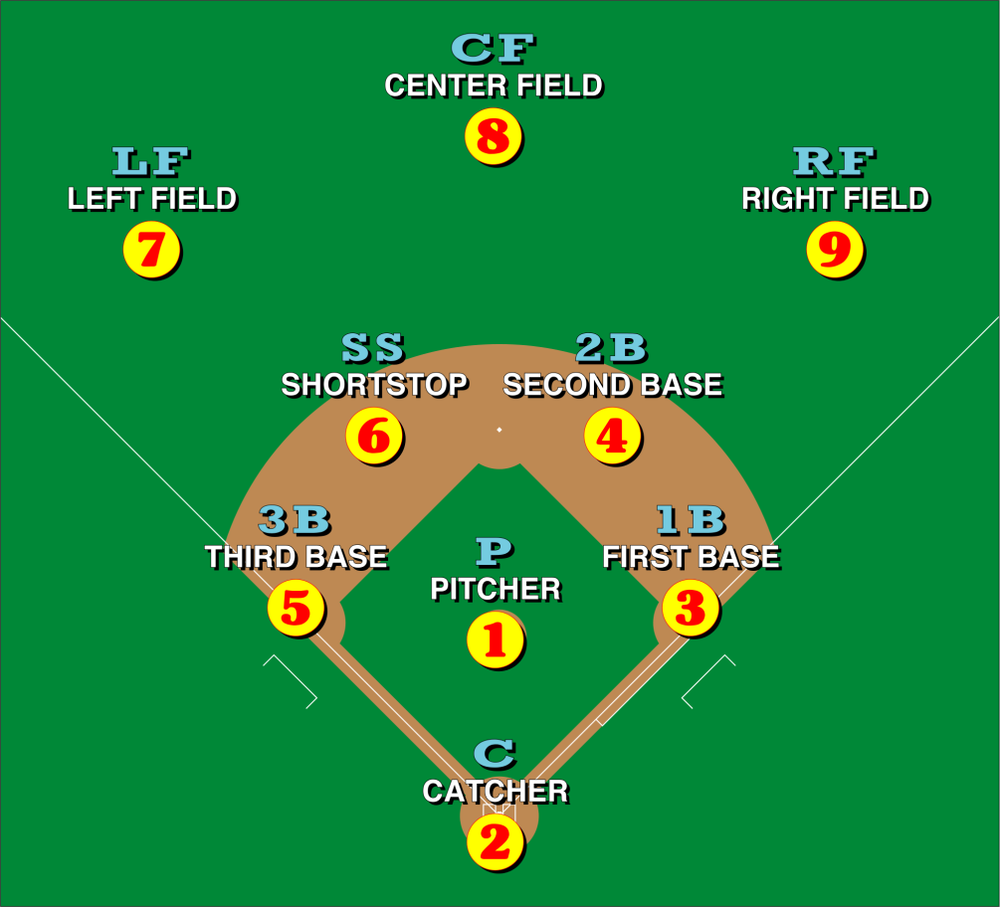 CF
CENTER FIELD
8
LF
LEFT FIELD
7
RF
RIGHT FIELD
9
SS
SHORTSTOP
6
2B
SECOND BASE
4
3B
THIRD BASE
5
P
PITCHER
1
1B
FIRST BASE
3
C
CATCHER
2